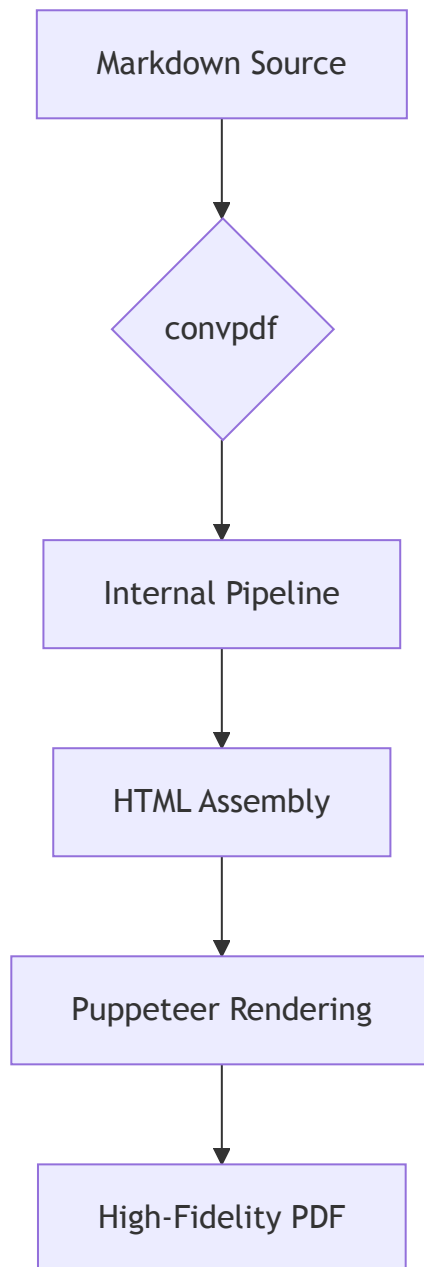 Markdown Source
convpdf
Internal Pipeline
HTML Assembly
Puppeteer Rendering
High-Fidelity PDF